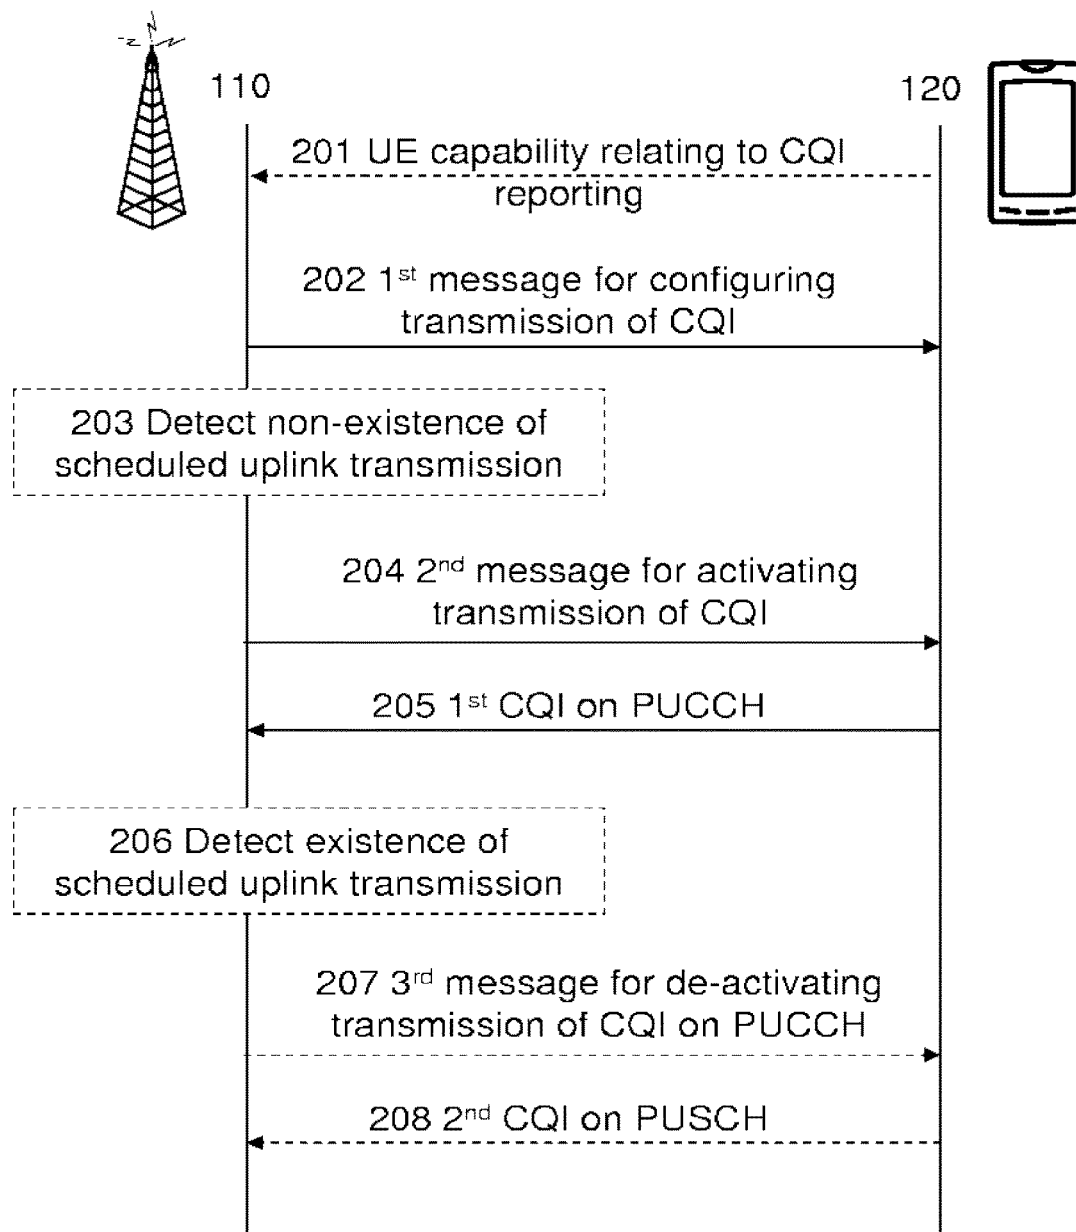 110
120
201 UE capability relating to CQI
reporting
202 1st message for configuring
transmission of CQI
203 Detect non-existence of
scheduled uplink transmission
204 2nd message for activating
transmission of CQI
205 1st CQI on PUCCH
206 Detect existence of
scheduled uplink transmission
207 3rd message for de-activating
transmission of CQI on PUCCH
208 2nd CQI on PUSCH